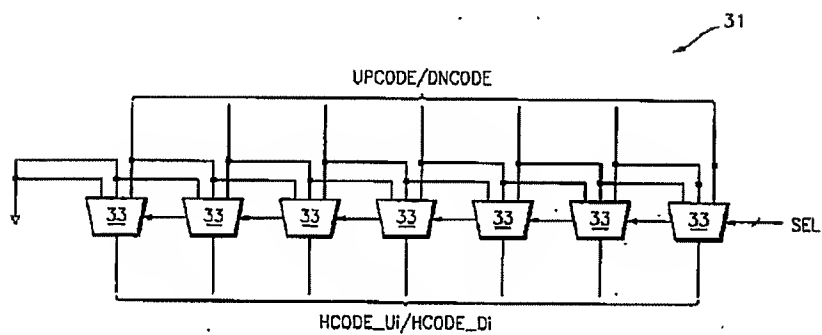 31
UPCODE/DNCODE
33 33 33 33 33 33 33
SEL
HCODE_Ui/HCODE_Di